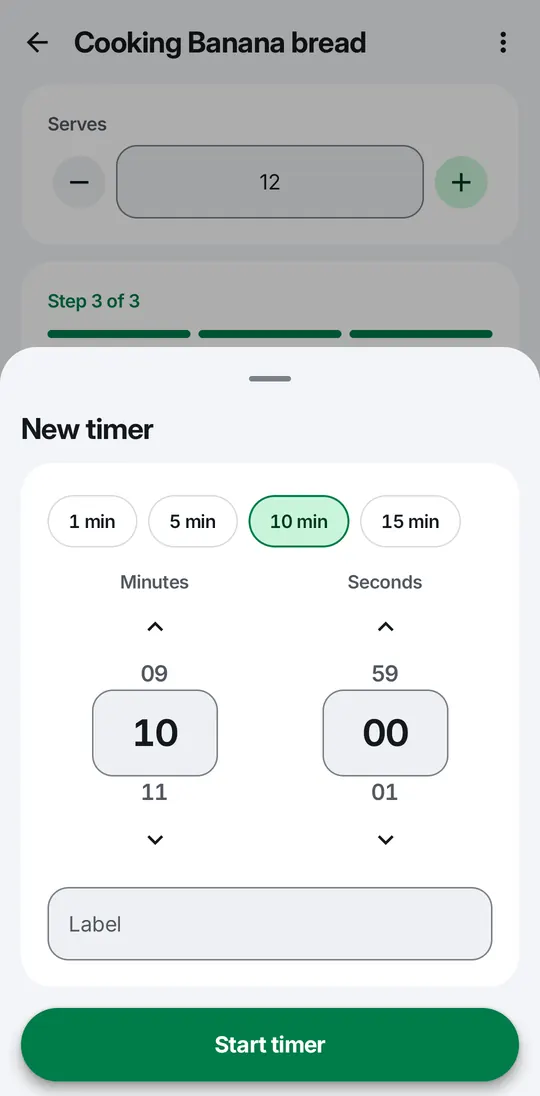 Cooking Banana bread
Serves
12
Step 3 of 3
New timer
1 min 5 min 10 min 15 min
Minutes Seconds
09 59
10 00
11 01
Label
Start timer